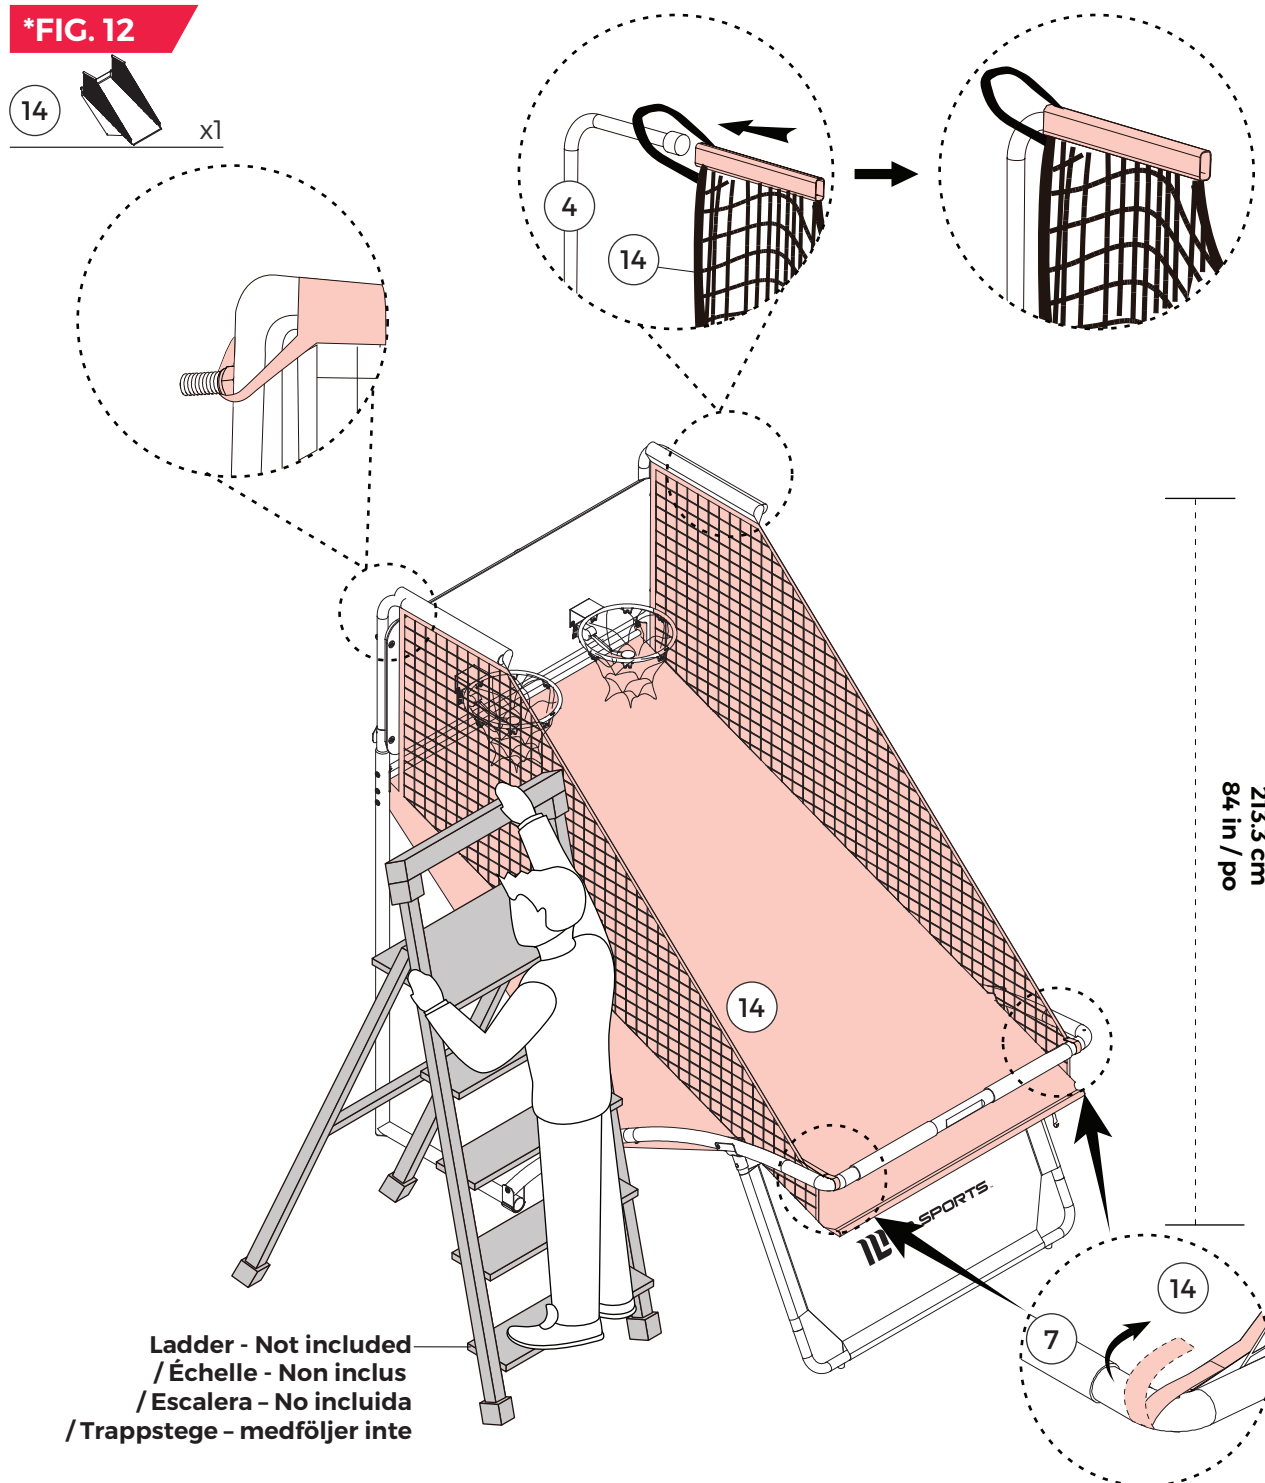 *FIG. 12
14
x1
4
14
213.3 cm
84 in / po
14
SPORTS
14
7
Ladder - Not included
/ Échelle - Non inclus
/ Escalera – No incluida
/ Trappstege – medföljer inte